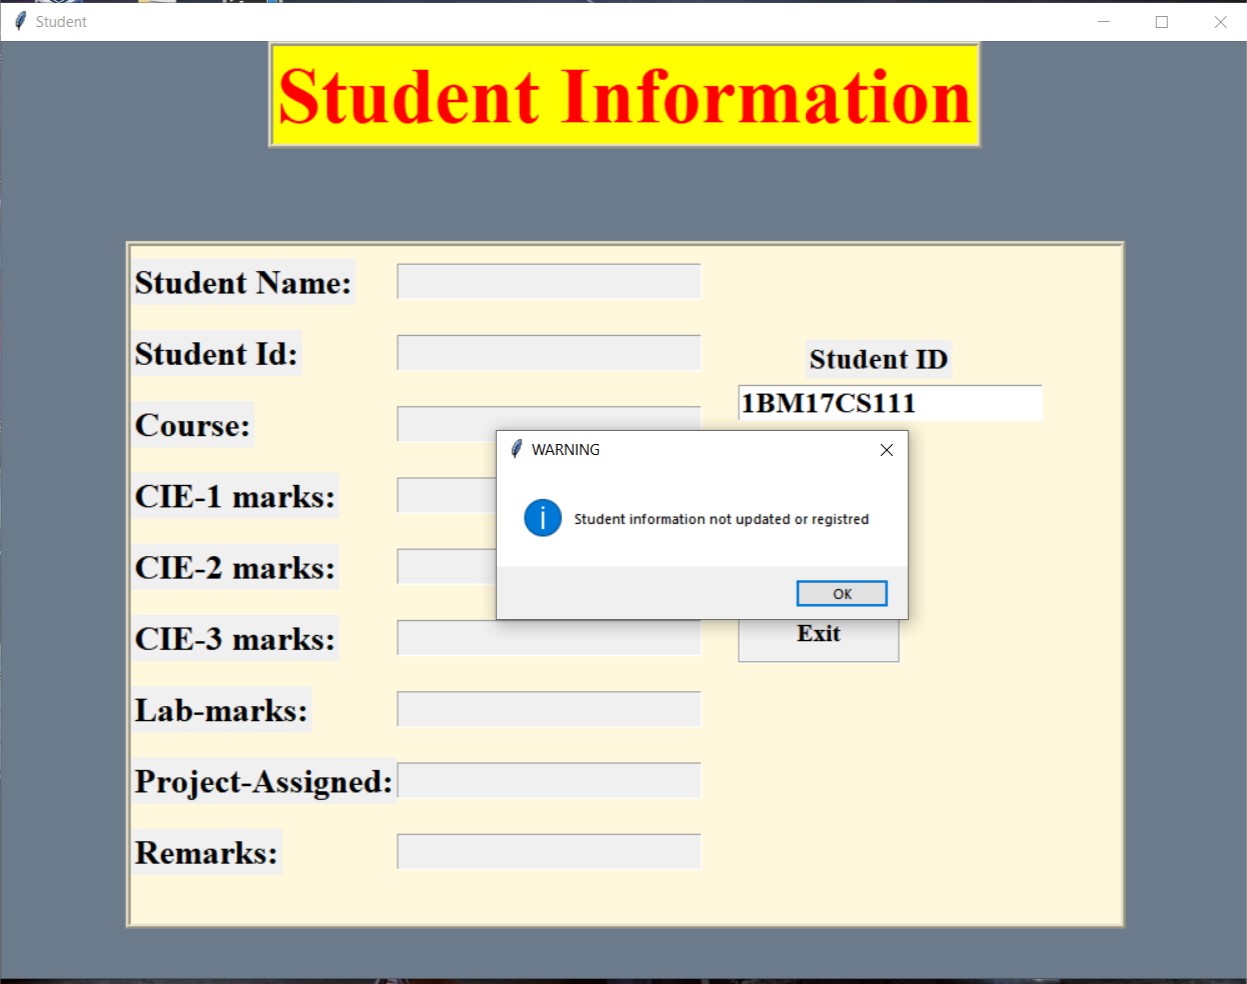 Student
Student Information
Student Name:
Student Id:
Student ID
1BM17CS111
Course:
WARNING
CIE-1 marks:
Student information not updated or registred
CIE-2 marks:
OK
CIE-3 marks:
Exit
Lab-marks:
Project-Assigned:
Remarks: